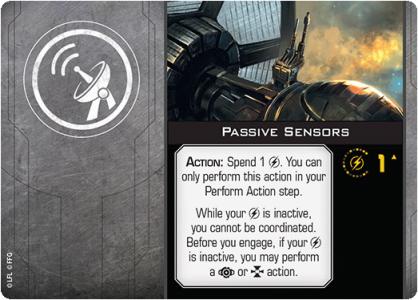 PASSIVE SENSORS
ACTION: Spend 1 . You can
only perform this action in your
Perform Action step.
1
While your is inactive,
you cannot be coordinated.
Before you engage, if your
is inactive, you may perform
a or action.
© LFL © FFG